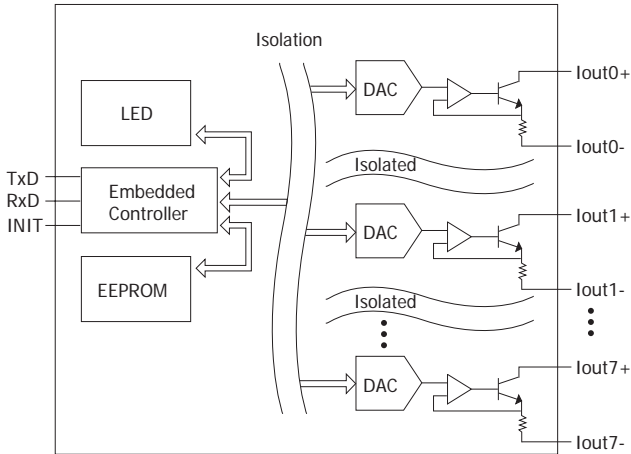 Isolation
LED
TxD
RxD
INIT
Embedded
Controller
EEPROM
DAC
Iout0+
Iout0-
Isolated
DAC
Iout1+
Iout1-
Isolated
DAC
Iout7+
Iout7-